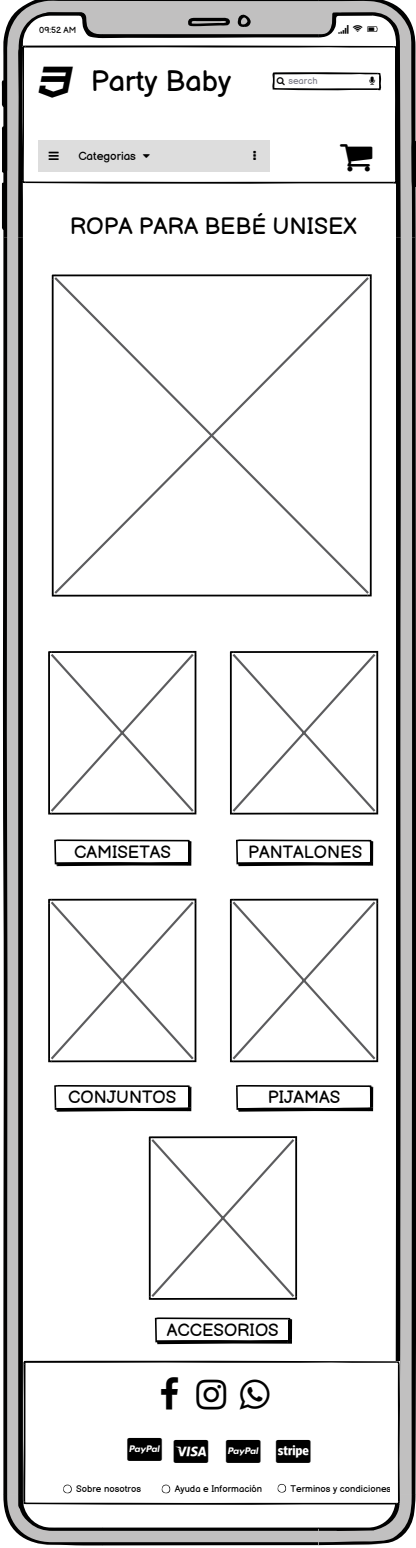 09:52 AM
Party Baby
search
Categorias
ROPA PARA BEBÉ UNISEX
CAMISETAS
PANTALONES
CONJUNTOS
PIJAMAS
ACCESORIOS
PayPal VISA PayPal stripe
Sobre nosotros
Ayuda e Información
Terminos y condiciones